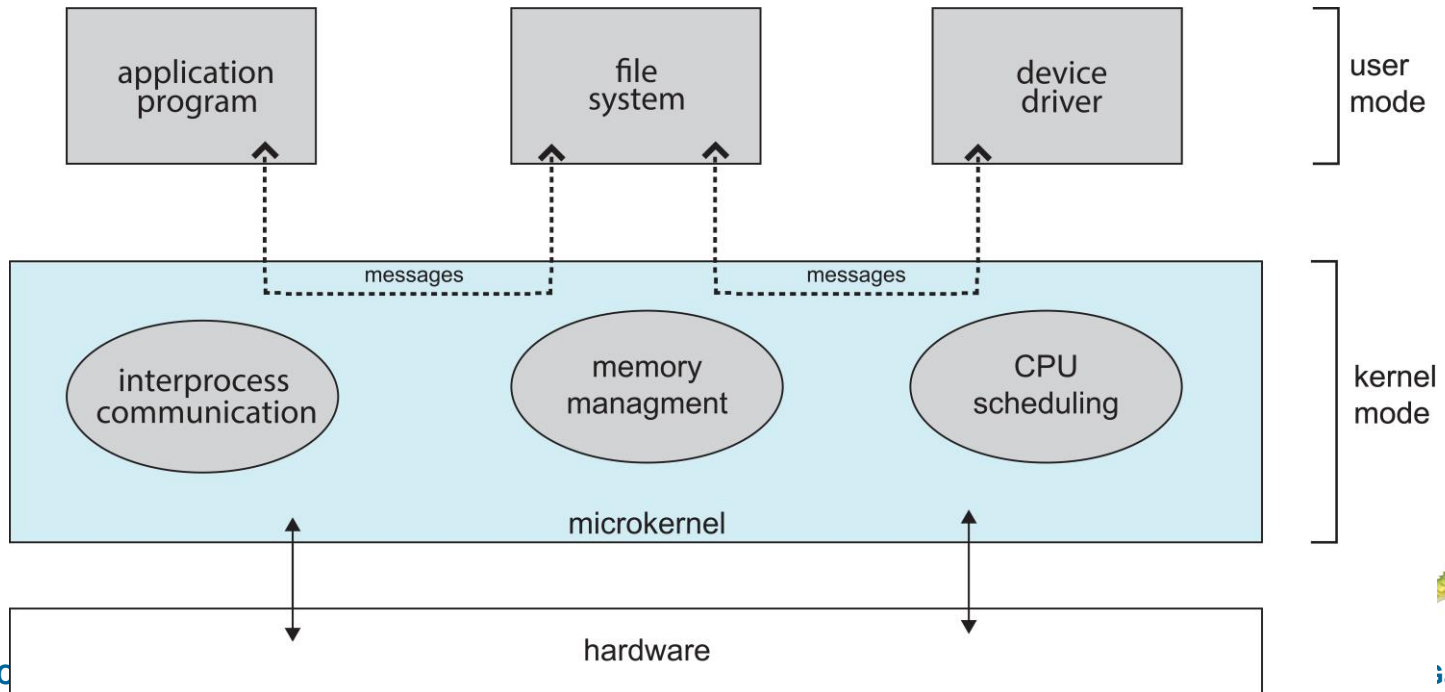 application
program
file
system
device
driver
user
mode
messages
messages
interprocess
communication
memory
managment
CPU
scheduling
kernel
mode
microkernel
hardware